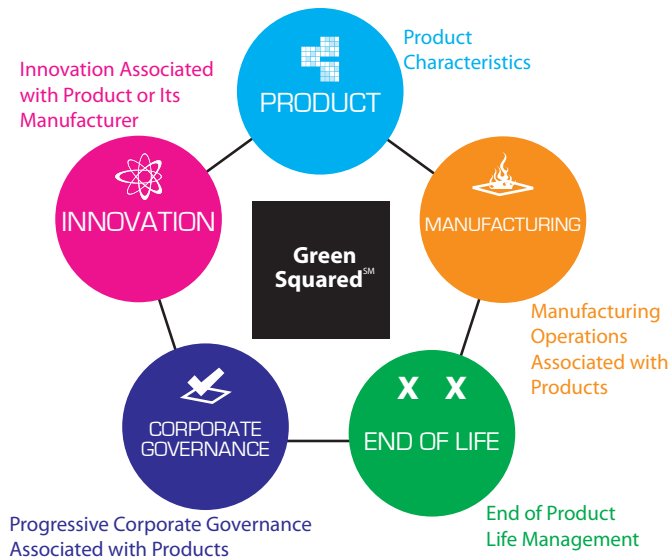 Product
Characteristics
PRODUCT
Innovation Associated
with Product or Its
Manufacturer
INNOVATION
MANUFACTURING
Green
Squared℠
Manufacturing
Operations
Associated with
Products
X X
END OF LIFE
CORPORATE
GOVERNANCE
End of Product
Life Management
Progressive Corporate Governance
Associated with Products